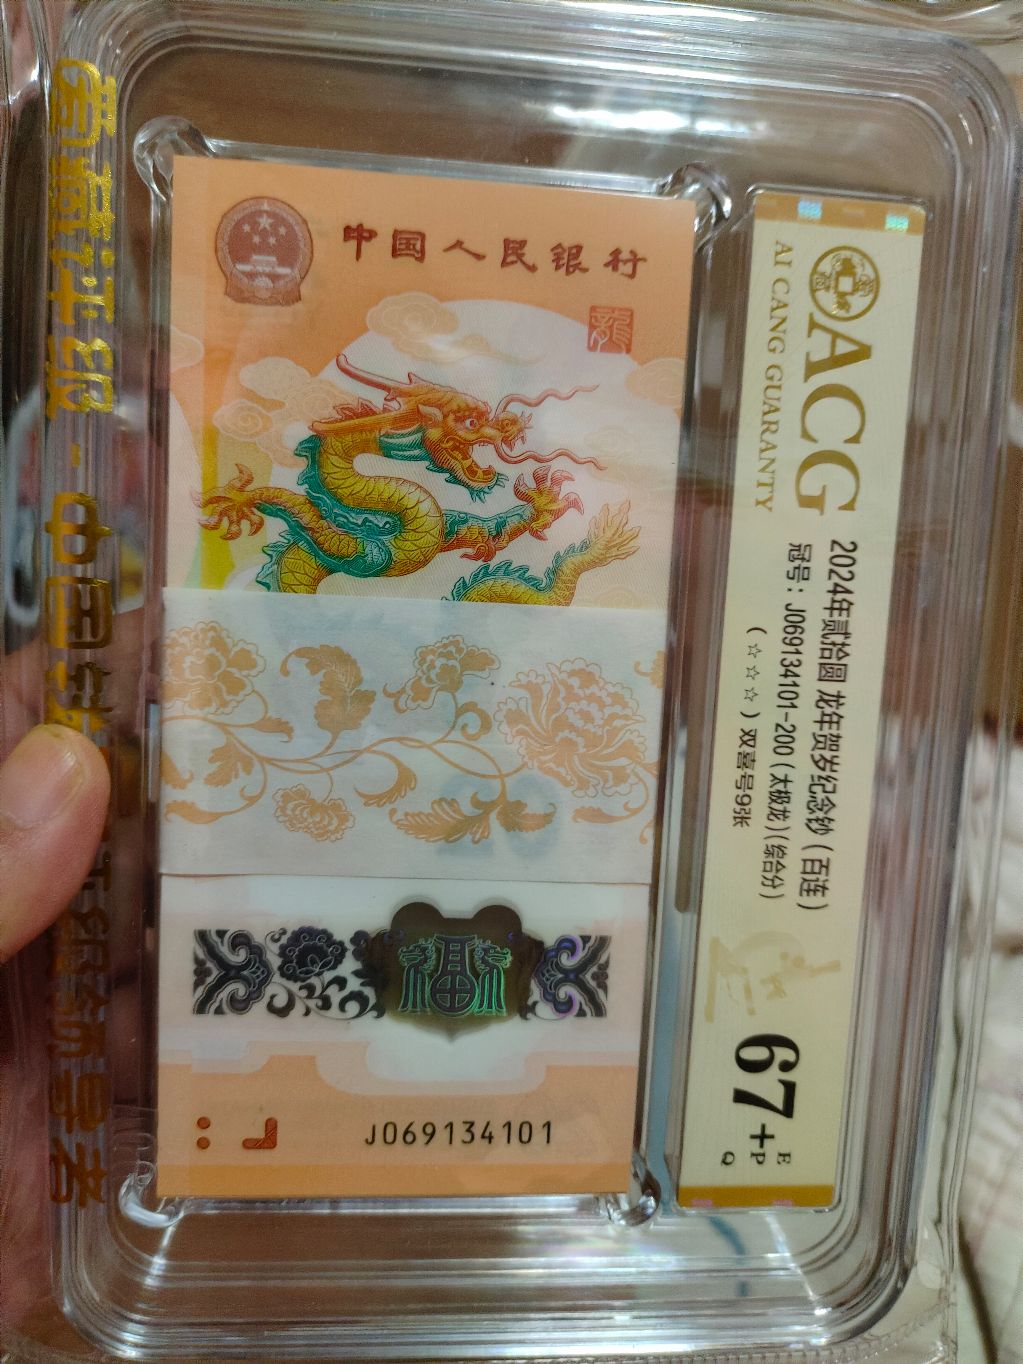 中国人民银行
龍
福
J069134101
ACG
AI CANG GUARANTY
2024年贰拾圆 龙年贺岁纪念钞（百连）
冠号：J069134101-200（太极龙）（综合分）
（☆☆☆☆）双喜号9张
67+
E
P
Q